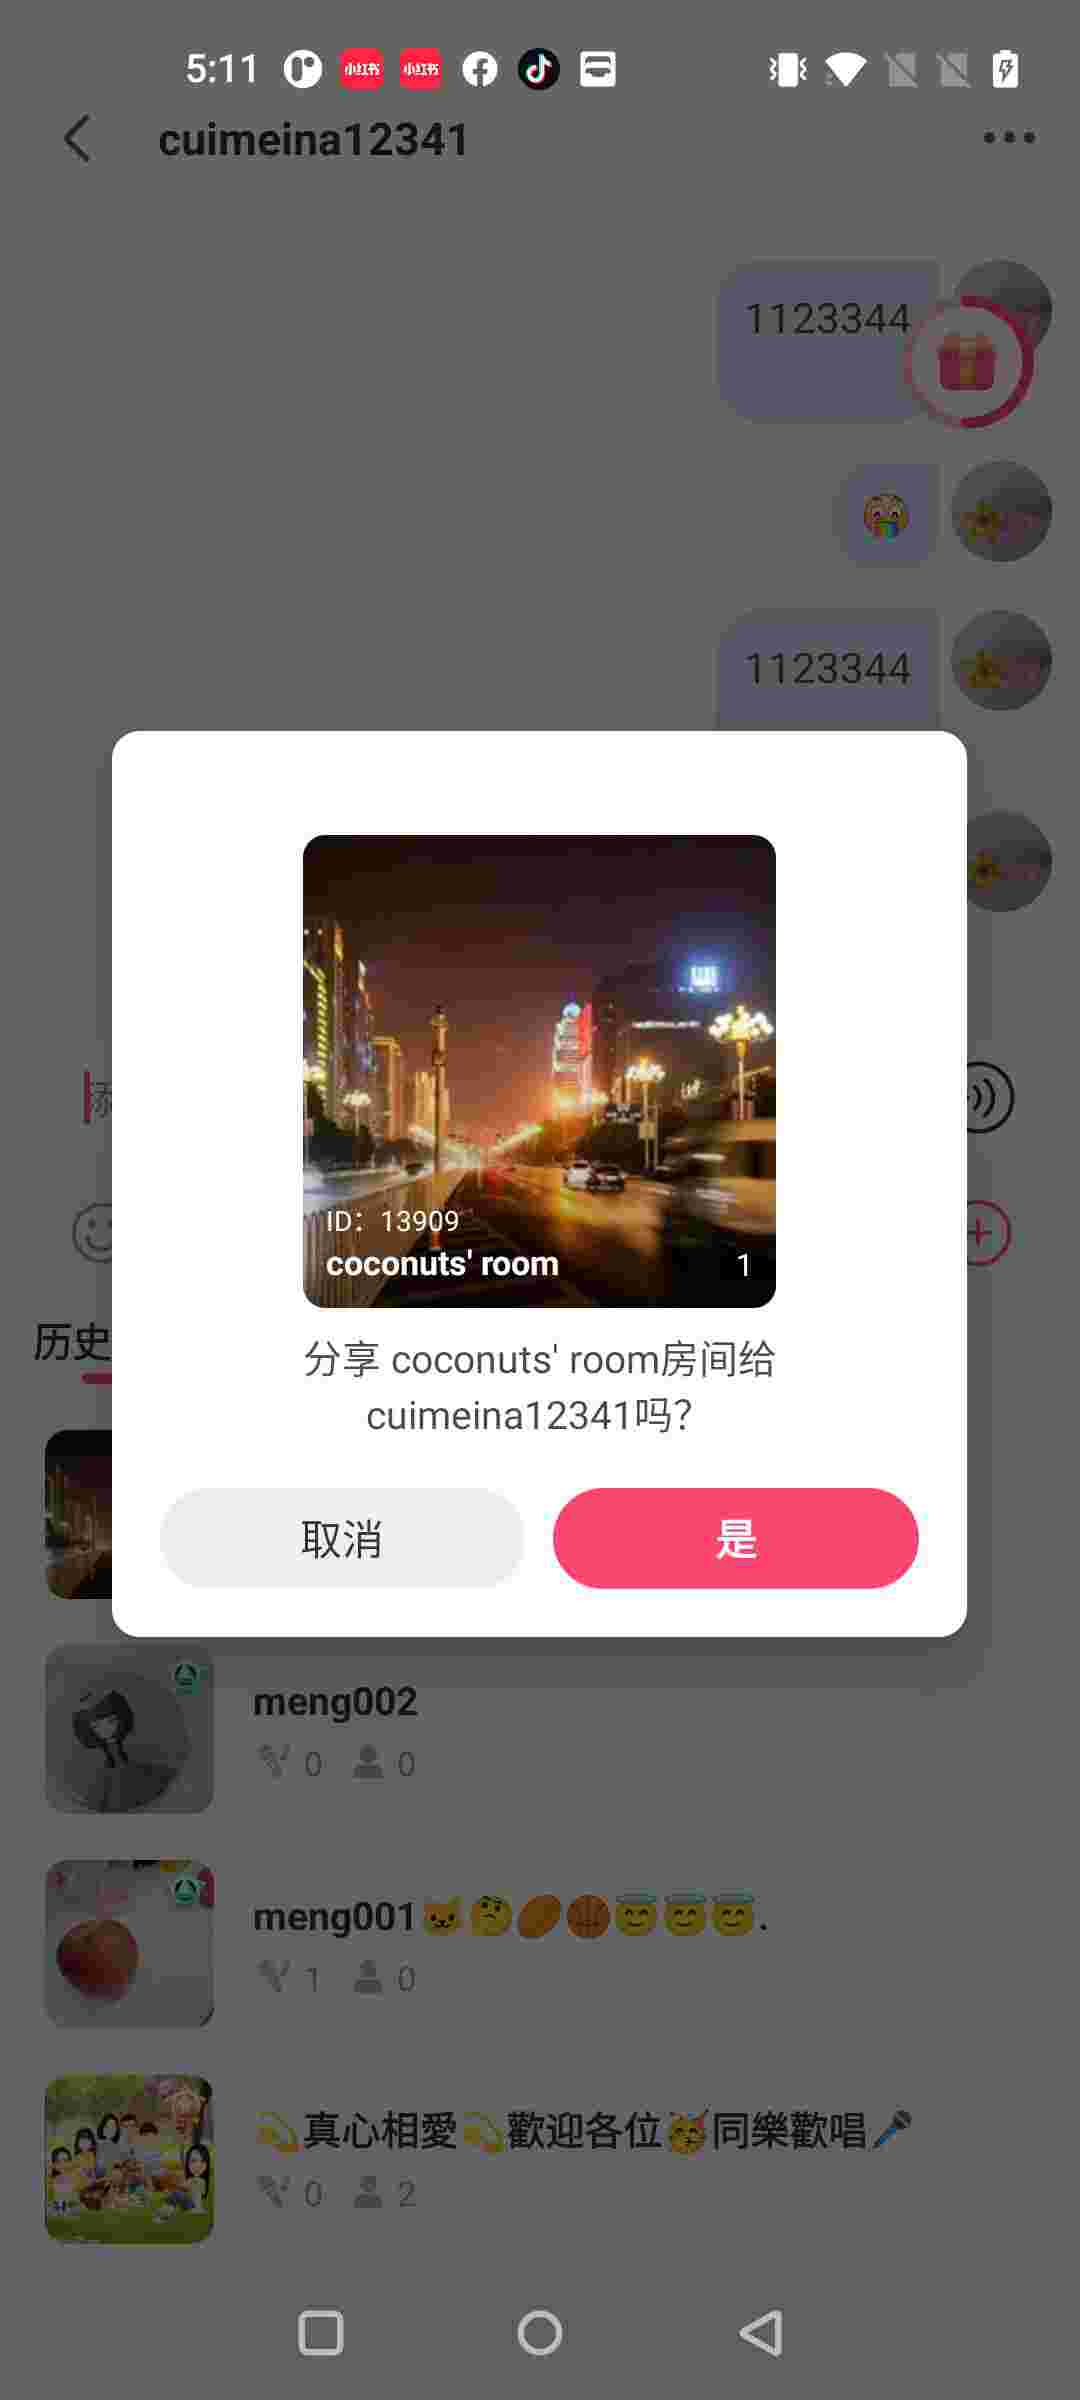 5:11
小红书 小红书
cuimeina12341
1123344
1123344
ID：13909
coconuts' room 1
分享 coconuts' room房间给
cuimeina12341吗？
取消 是
历史
meng002
0 0
meng001🐱🤔🏉🏀😇😇😇.
1 0
💫真心相愛💫歡迎各位🥳同樂歡唱🎤
0 2